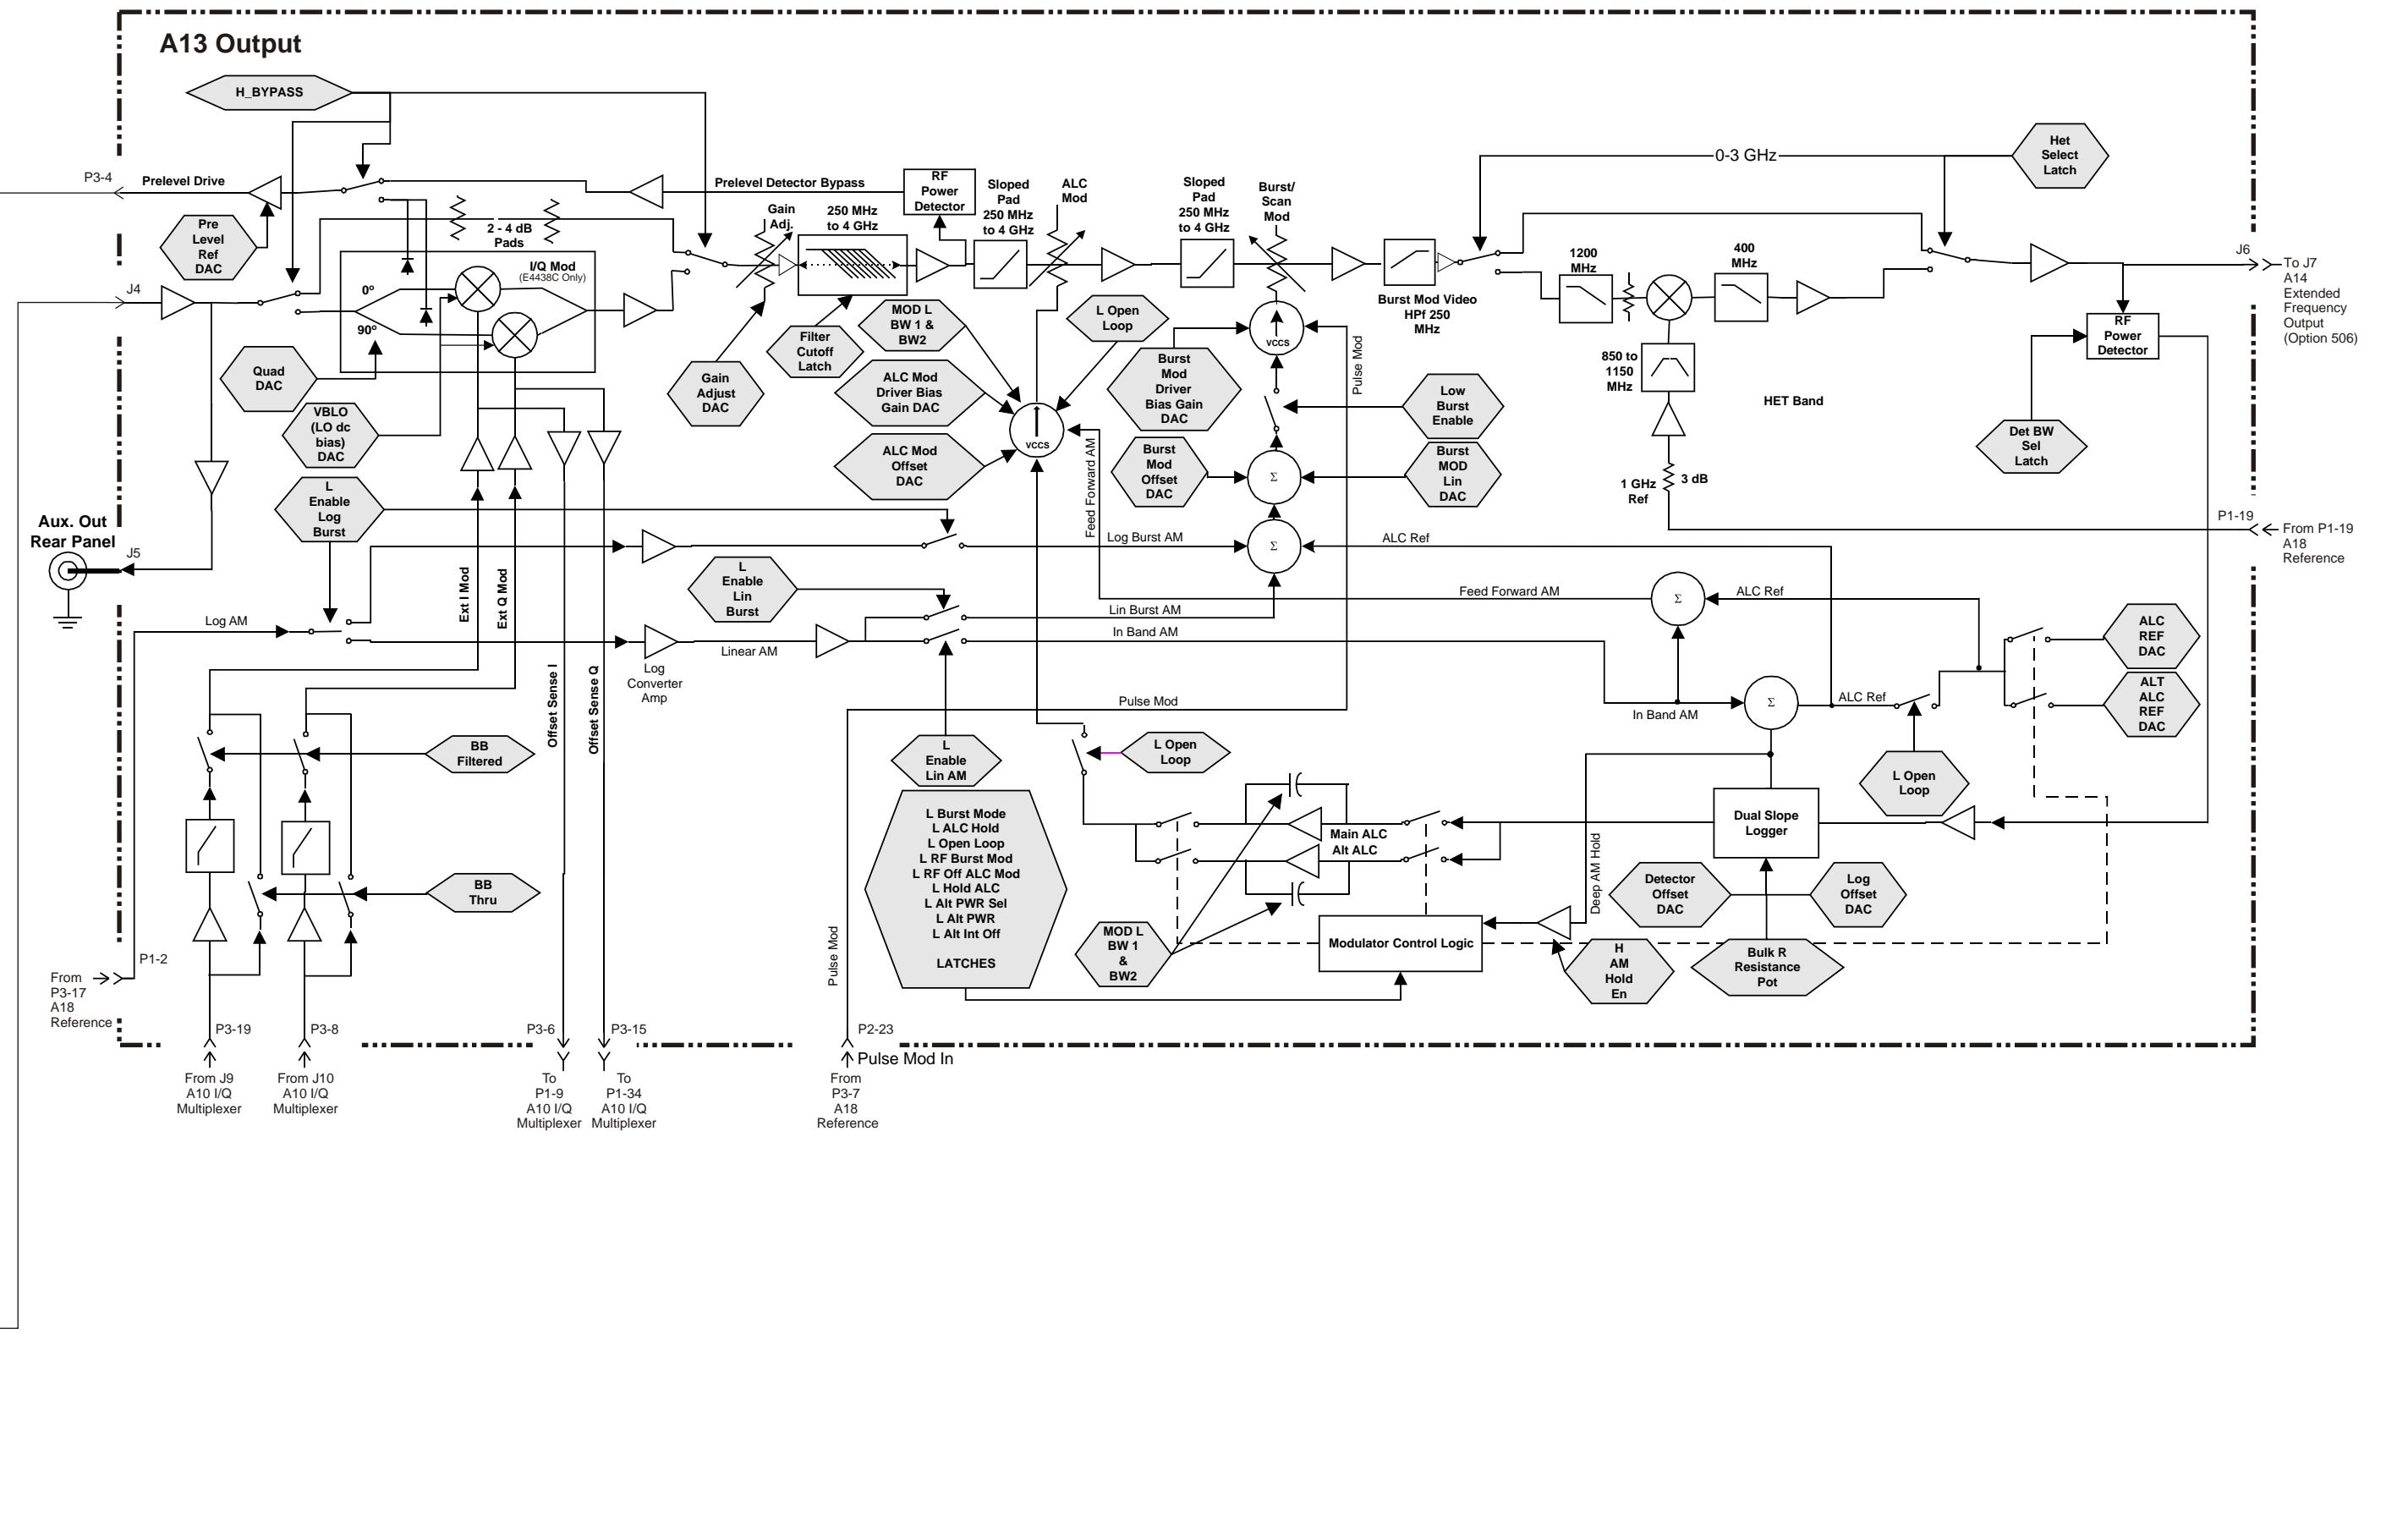 A13 Output
H_BYPASS
P3-4
Prelevel Drive
Pre
Level
Ref
DAC
2 - 4 dB
Pads
Prelevel Detector Bypass
RF
Power
Detector
Gain
Adj.
250 MHz
to 4 GHz
Sloped
Pad
250 MHz
to 4 GHz
ALC
Mod
Sloped
Pad
250 MHz
to 4 GHz
Burst/
Scan
Mod
0-3 GHz
Het
Select
Latch
J4
I/Q Mod
(E4438C Only)
0º
90º
Quad
DAC
VBLO
(LO dc
bias)
DAC
Gain
Adjust
DAC
Filter
Cutoff
Latch
MOD L
BW 1 &
BW2
L Open
Loop
ALC Mod
Driver Bias
Gain DAC
ALC Mod
Offset
DAC
VCCS
VCCS
Burst
Mod
Driver
Bias Gain
DAC
Pulse Mod
Low
Burst
Enable
Burst
Mod
Offset
DAC
Σ
Burst
MOD
Lin
DAC
Burst Mod Video
HPf 250
MHz
1200
MHz
400
MHz
850 to
1150
MHz
HET Band
1 GHz
Ref
3 dB
J6
To J7
A14
Extended
Frequency
Output
(Option 506)
RF
Power
Detector
Det BW
Sel
Latch
P1-19
From P1-19
A18
Reference
Aux. Out
Rear Panel
J5
L
Enable
Log
Burst
Log AM
Ext I Mod
Ext Q Mod
Offset Sense I
Offset Sense Q
L
Enable
Lin
Burst
Log
Converter
Amp
Linear AM
Feed Forward AM
Log Burst AM
Σ
ALC Ref
Lin Burst AM
In Band AM
Feed Forward AM
Σ
ALC Ref
ALC
REF
DAC
ALT
ALC
REF
DAC
Pulse Mod
In Band AM
Σ
ALC Ref
L Open
Loop
BB
Filtered
BB
Thru
L
Enable
Lin AM
L Open
Loop
L Burst Mode
L ALC Hold
L Open Loop
L RF Burst Mod
L RF Off ALC Mod
L Hold ALC
L Alt PWR Sel
L Alt PWR
L Alt Int Off
LATCHES
Main ALC
Alt ALC
Deep AM Hold
Dual Slope
Logger
Detector
Offset
DAC
Log
Offset
DAC
MOD L
BW 1
&
BW2
Modulator Control Logic
H
AM
Hold
En
Bulk R
Resistance
Pot
Pulse Mod
P1-2
From
P3-17
A18
Reference
P3-19
P3-8
P3-6
P3-15
P2-23
Pulse Mod In
From J9
A10 I/Q
Multiplexer
From J10
A10 I/Q
Multiplexer
To
P1-9
A10 I/Q
Multiplexer
To
P1-34
A10 I/Q
Multiplexer
From
P3-7
A18
Reference